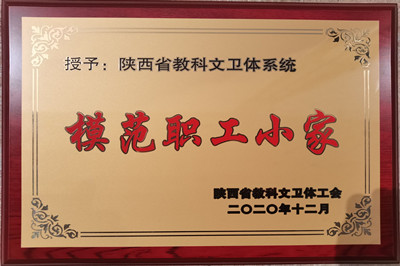 授予：陕西省教科文卫体系统
模范职工小家
陕西省教科文卫体工会
二〇二〇年十二月